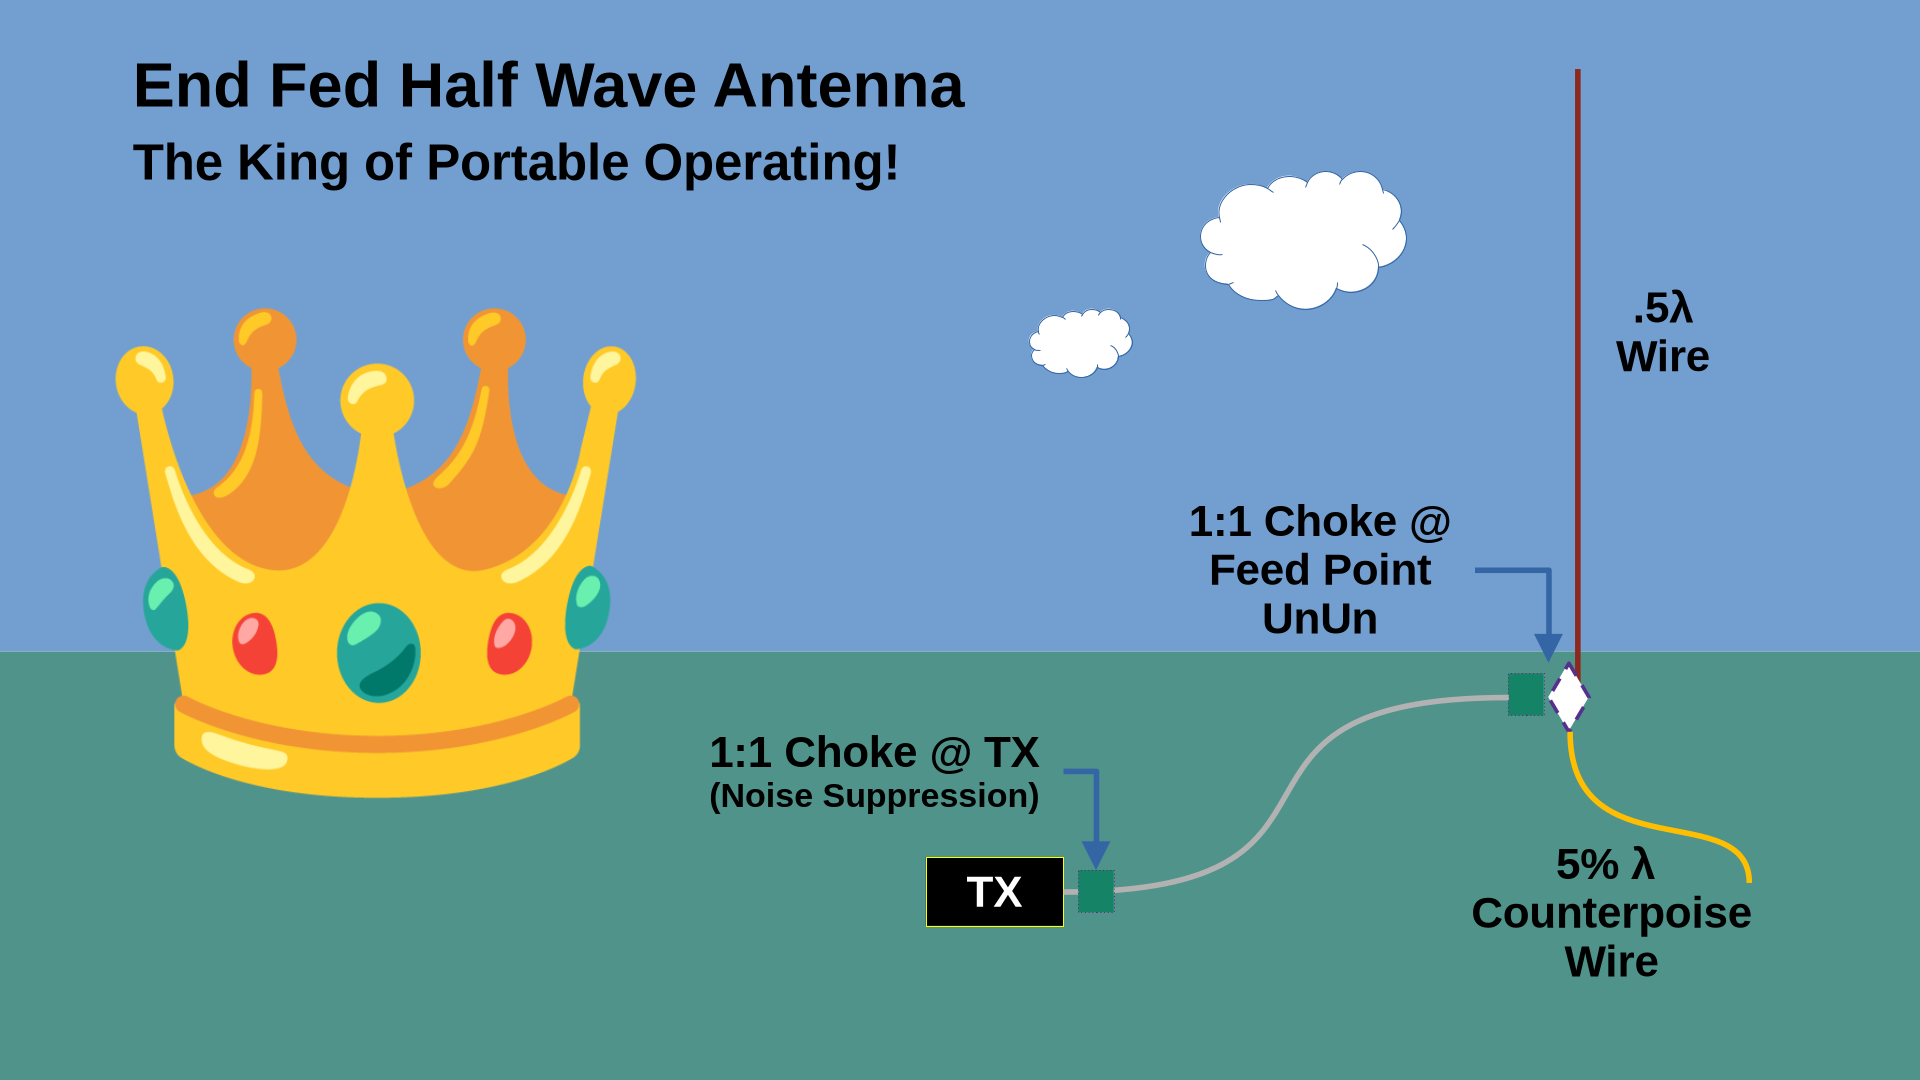 End Fed Half Wave Antenna
The King of Portable Operating!
.5λ
Wire
1:1 Choke @
Feed Point
UnUn
1:1 Choke @ TX
(Noise Suppression)
TX
5% λ
Counterpoise
Wire